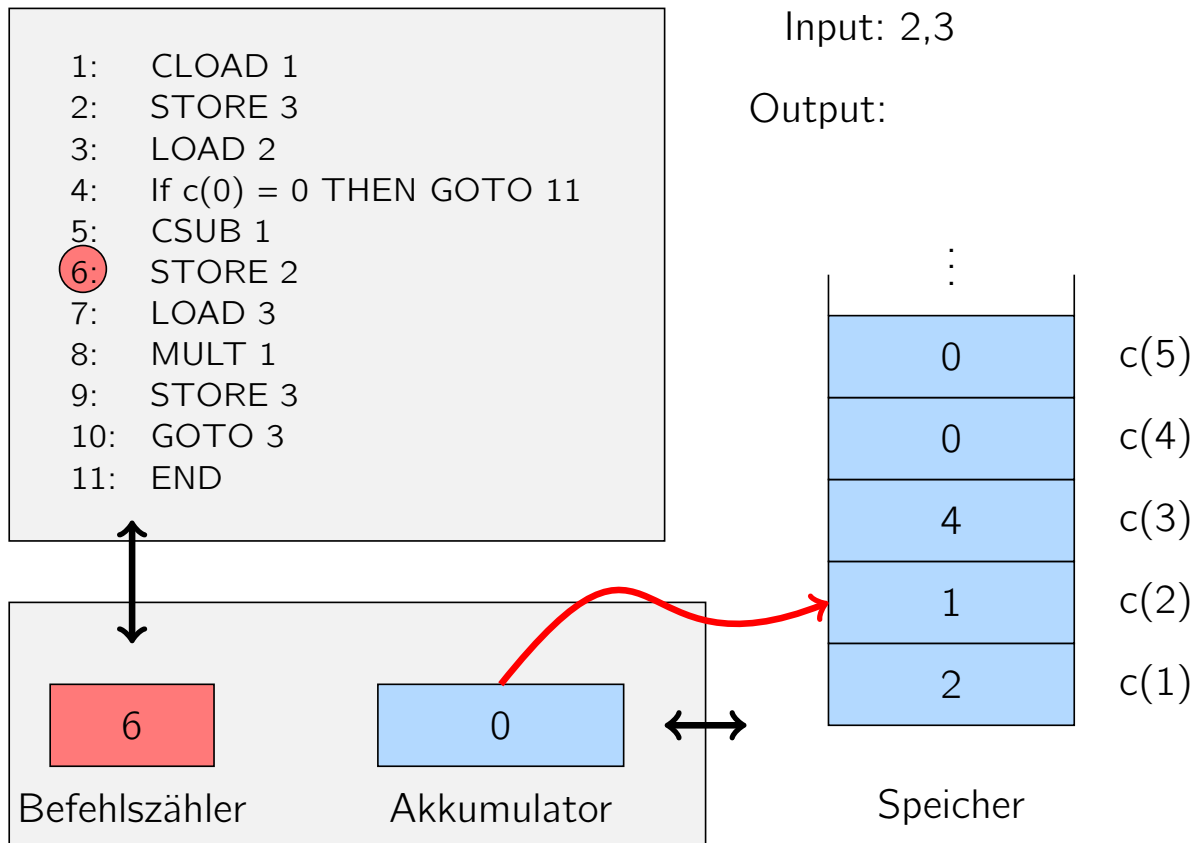 1: CLOAD 1
2: STORE 3
3: LOAD 2
4: If c(0) = 0 THEN GOTO 11
5: CSUB 1
6: STORE 2
7: LOAD 3
8: MULT 1
9: STORE 3
10: GOTO 3
11: END
Input: 2,3
Output:
⋮
0 c(5)
0 c(4)
4 c(3)
1 c(2)
2 c(1)
6
0
Befehlszähler
Akkumulator
Speicher